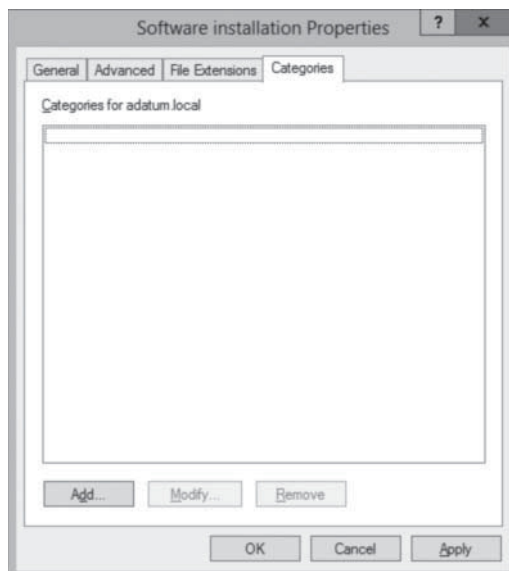 Software installation Properties ? x
General Advanced File Extensions Categories
Categories for adatum.local
Add... Modify... Remove
OK Cancel Apply